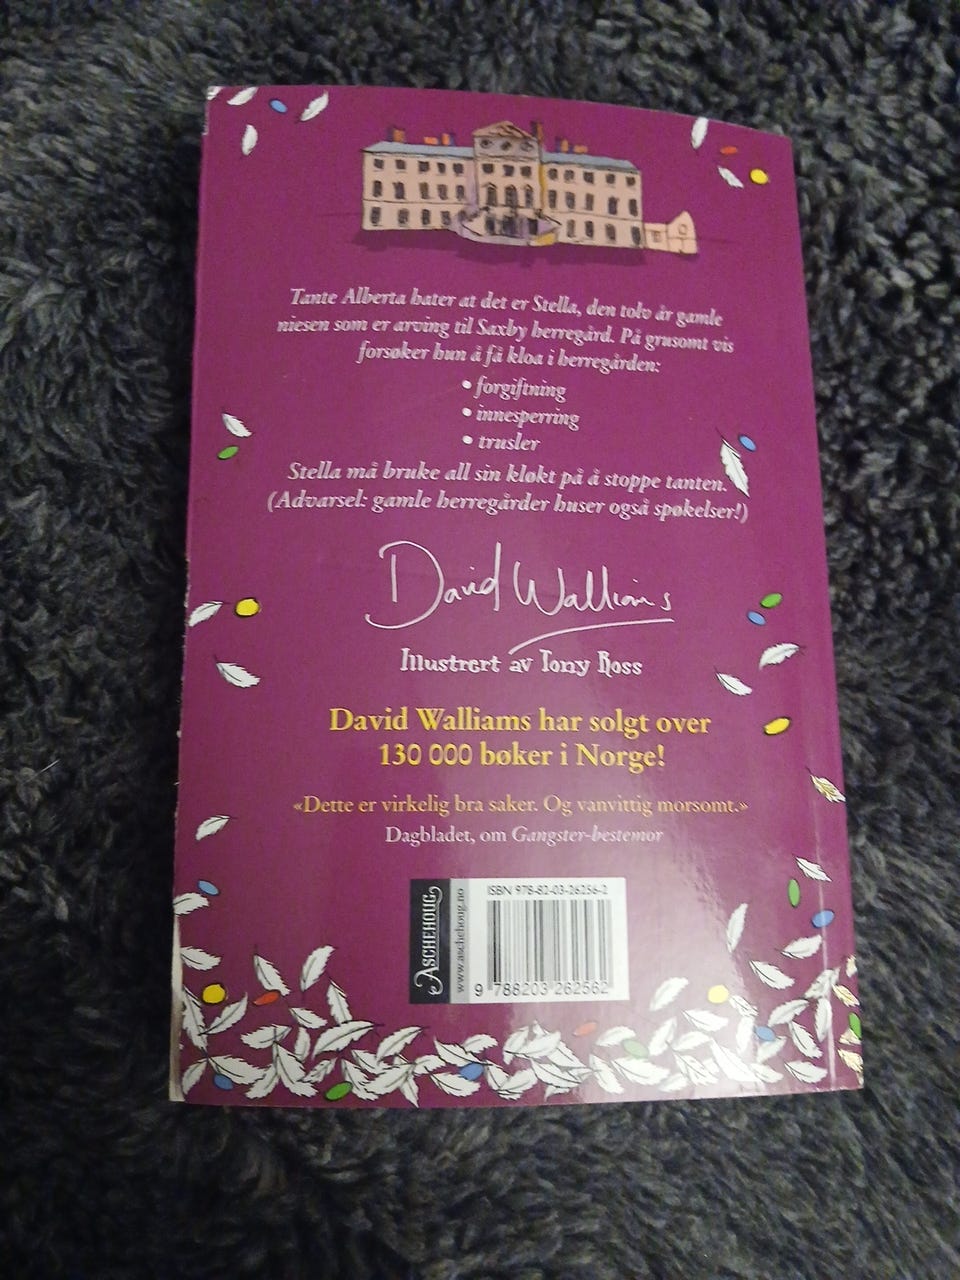 Tante Alberta hater at det er Stella, den tolv år gamle
niesen som er arving til Saxby herregård. På grusomt vis
forsøker hun å få kloa i herregården:
• forgiftning
• innesperring
• trusler
Stella må bruke all sin kløkt på å stoppe tanten.
(Advarsel: gamle herregårder huser også spøkelser!)
David Walliams
Illustrert av Tony Ross
David Walliams har solgt over
130 000 bøker i Norge!
«Dette er virkelig bra saker. Og vanvittig morsomt.»
Dagbladet, om Gangster-bestemor
ASCHEHOUG
www.aschehoug.no
ISBN 978-82-03-26256-2
9 788203 262562